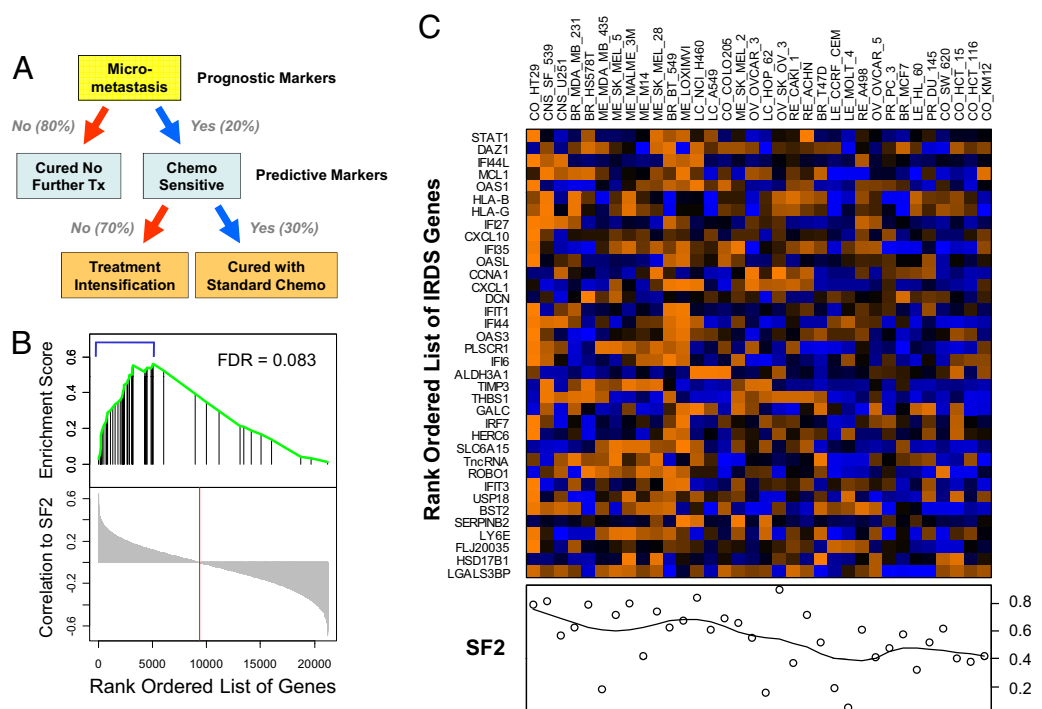 A
Micro-
metastasis
Prognostic Markers
No (80%)
Yes (20%)
Cured No
Further Tx
Chemo
Sensitive
Predictive Markers
No (70%)
Yes (30%)
Treatment
Intensification
Cured with
Standard Chemo
B
FDR = 0.083
Enrichment Score
0.6
0.4
0.2
0.0
Correlation to SF2
0.6
0.2
-0.2
-0.6
0 5000 10000 15000 20000
Rank Ordered List of Genes
C
CO_HT29
CNS_SF_539
CNS_U251
BR_MDA_MB_231
BR_HS578T
ME_MDA_MB_435
ME_SK_MEL_5
ME_MALME_3M
ME_M14
ME_SK_MEL_28
BR_BT_549
ME_LOXIMVI
LC_NCI_H460
LC_A549
CO_COLO205
ME_SK_MEL_2
OV_OVCAR_3
LC_HOP_62
OV_SK_OV_3
RE_CAKI_1
RE_ACHN
BR_T47D
LE_CCRF_CEM
LE_MOLT_4
RE_A498
OV_OVCAR_5
PR_PC_3
BR_MCF7
LE_HL_60
PR_DU_145
CO_SW_620
CO_HCT_15
CO_HCT_116
CO_KM12
Rank Ordered List of IRDS Genes
STAT1
DAZ1
IFI44L
MCL1
OAS1
HLA-B
HLA-G
IFI27
CXCL10
IFI35
OASL
CCNA1
CXCL1
DCN
IFIT1
IFI44
OAS3
PLSCR1
IFI6
ALDH3A1
TIMP3
THBS1
GALC
IRF7
HERC6
SLC6A15
TncRNA
ROBO1
IFIT3
USP18
BST2
SERPINB2
LY6E
FLJ20035
HSD17B1
LGALS3BP
SF2
0.8
0.6
0.4
0.2